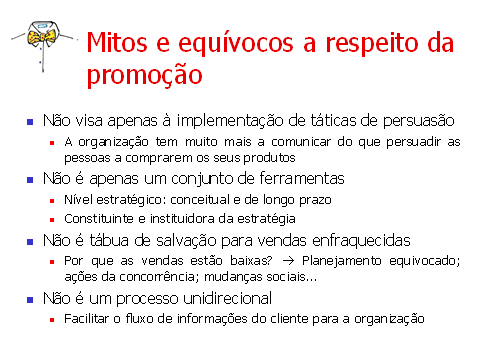 Mitos e equívocos a respeito da
promoção
Não visa apenas à implementação de táticas de persuasão
A organização tem muito mais a comunicar do que persuadir as
pessoas a comprarem os seus produtos
Não é apenas um conjunto de ferramentas
Nível estratégico: conceitual e de longo prazo
Constituinte e instituidora da estratégia
Não é tábua de salvação para vendas enfraquecidas
Por que as vendas estão baixas? → Planejamento equivocado;
ações da concorrência; mudanças sociais...
Não é um processo unidirecional
Facilitar o fluxo de informações do cliente para a organização